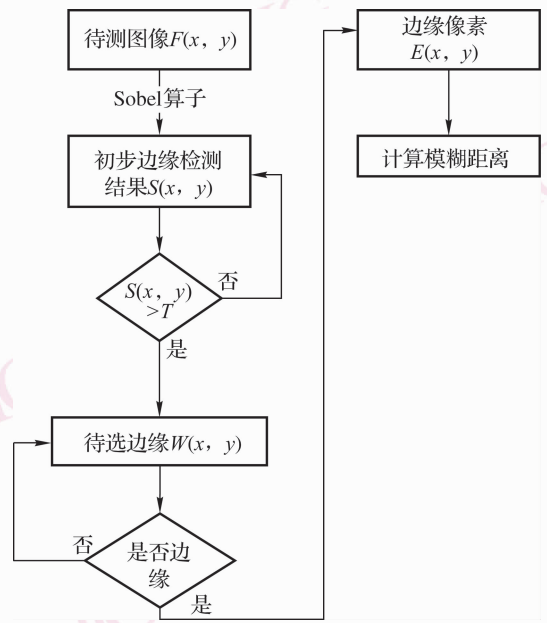 待测图像F(x，y)
Sobel算子
初步边缘检测
结果S(x，y)
否
S(x，y)
>T
是
待选边缘W(x，y)
否
是否边
缘
是
边缘像素
E(x，y)
计算模糊距离